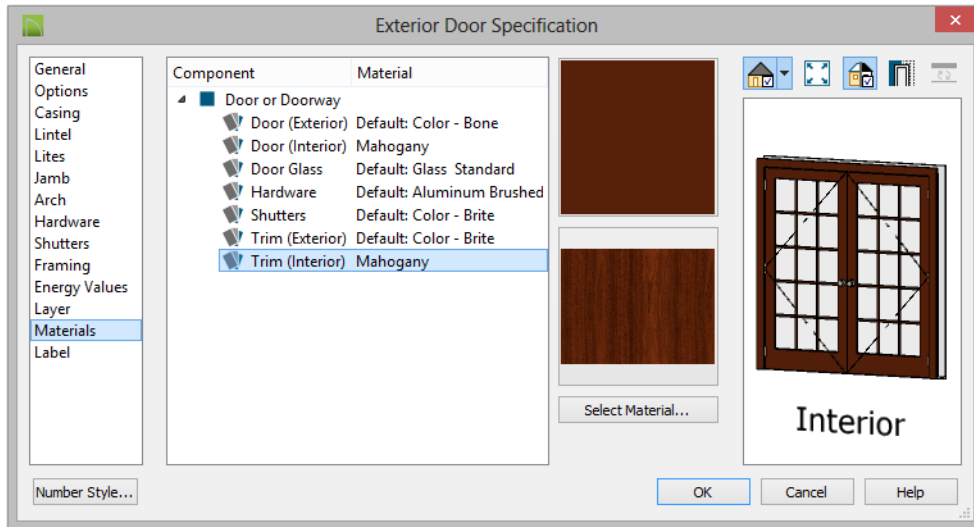 Exterior Door Specification
General
Options
Casing
Lintel
Lites
Jamb
Arch
Hardware
Shutters
Framing
Energy Values
Layer
Materials
Label
Component Material
Door or Doorway
Door (Exterior) Default: Color - Bone
Door (Interior) Mahogany
Door Glass Default: Glass Standard
Hardware Default: Aluminum Brushed
Shutters Default: Color - Brite
Trim (Exterior) Default: Color - Brite
Trim (Interior) Mahogany
Select Material...
Interior
Number Style...
OK Cancel Help